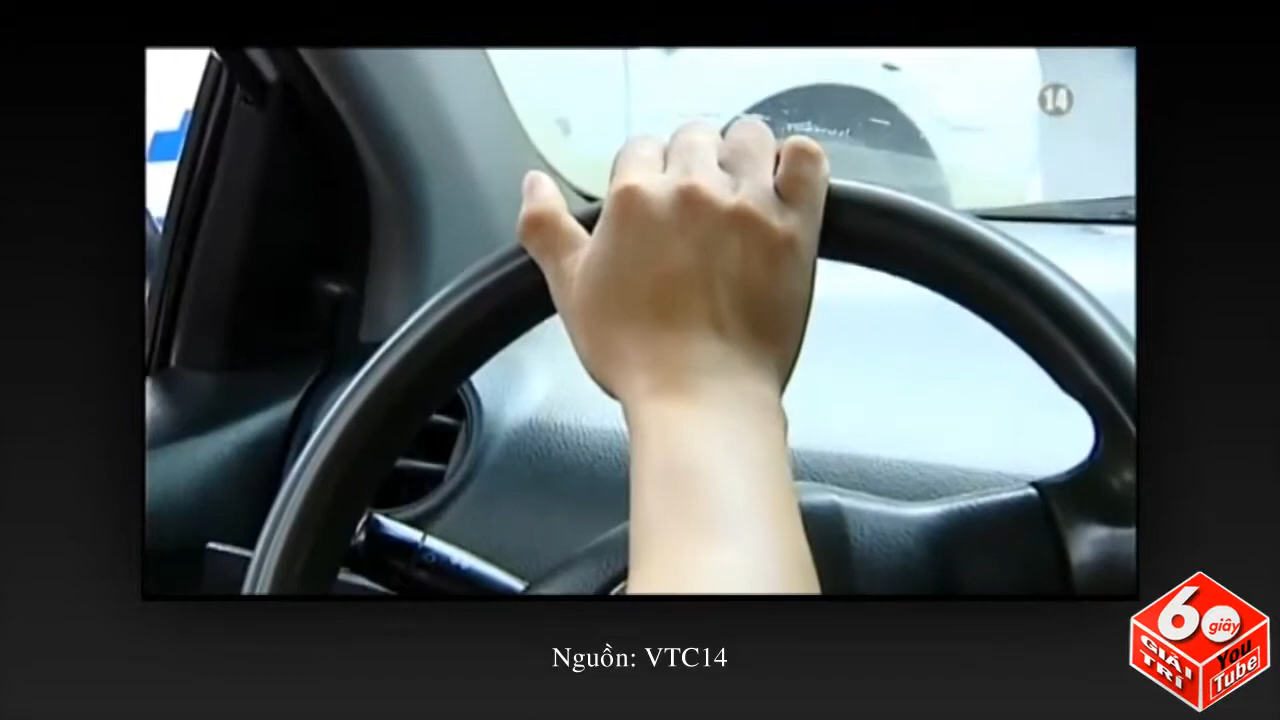 14
Nguồn: VTC14
60
giây
GIẢI
TRÍ
You
Tube